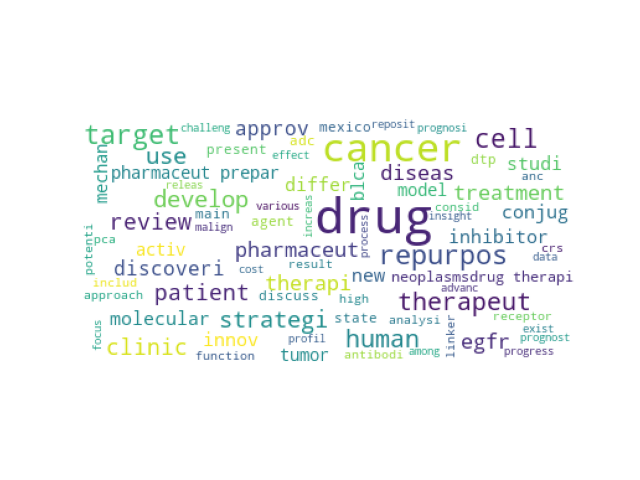 challeng approv mexico reposit prognosi
target adc cancer cell
use present effect dtp studi
mechan pharmaceut prepar diseas anc
releas differ blca model treatment
develop various drug consid conjug
review main agent increas insight
malign process inhibitor
potenti pca activ pharmaceut repurpos crs
discoveri cost result new data
includ therapi neoplasmsdrug therapi
approach patient discuss high advanc therapeut
molecular strategi state analysi receptor
focus clinic innov profil human linker egfr exist
function tumor antibodi among progress prognost